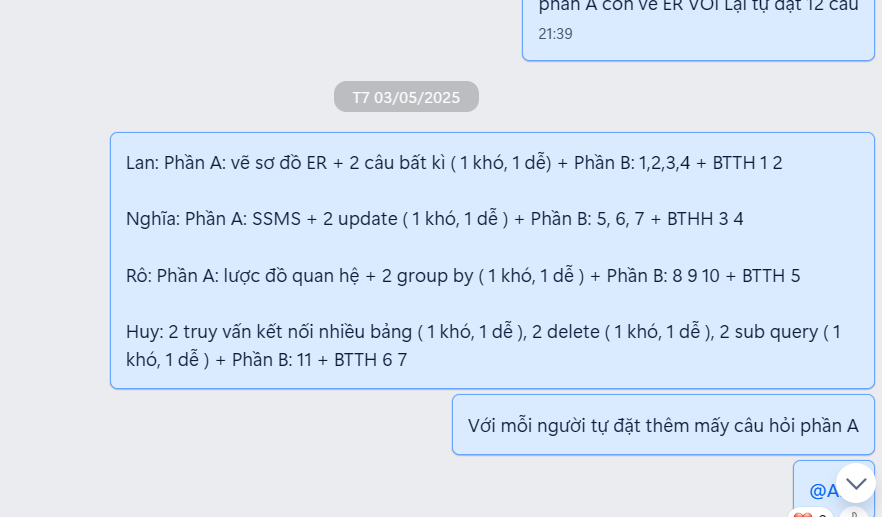 phần A còn vẽ ER VOI Lại tự đặt 12 câu
21:39
T7 03/05/2025
Lan: Phần A: vẽ sơ đồ ER + 2 câu bất kì ( 1 khó, 1 dễ) + Phần B: 1,2,3,4 + BTTH 1 2
Nghĩa: Phần A: SSMS + 2 update ( 1 khó, 1 dễ ) + Phần B: 5, 6, 7 + BTHH 3 4
Rô: Phần A: lược đồ quan hệ + 2 group by ( 1 khó, 1 dễ ) + Phần B: 8 9 10 + BTTH 5
Huy: 2 truy vấn kết nối nhiều bảng ( 1 khó, 1 dễ ), 2 delete ( 1 khó, 1 dễ ), 2 sub query ( 1
khó, 1 dễ ) + Phần B: 11 + BTTH 6 7
Với mỗi người tự đặt thêm mấy câu hỏi phần A